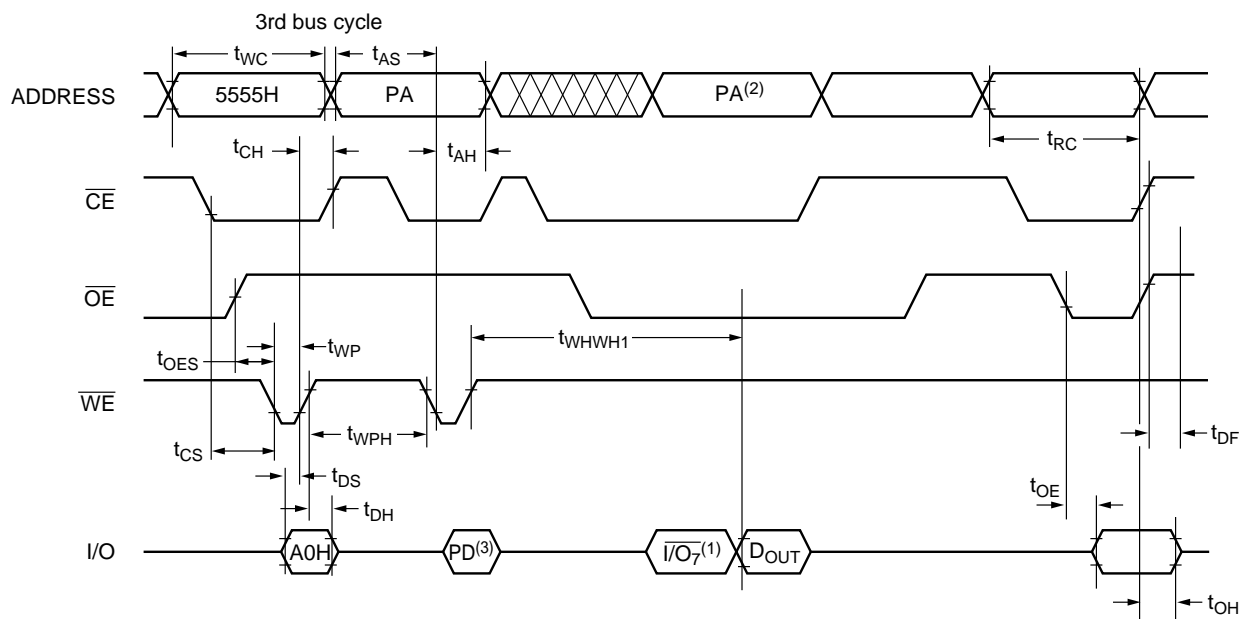 3rd bus cycle
tWC tAS
ADDRESS 5555H PA PA(2)
tCH tAH tRC
CE
OE
tWP tWHWH1
tOES
WE
tWPH tDF
tCS
tDS tOE
tDH
I/O A0H PD(3) I/O7(1) DOUT
tOH